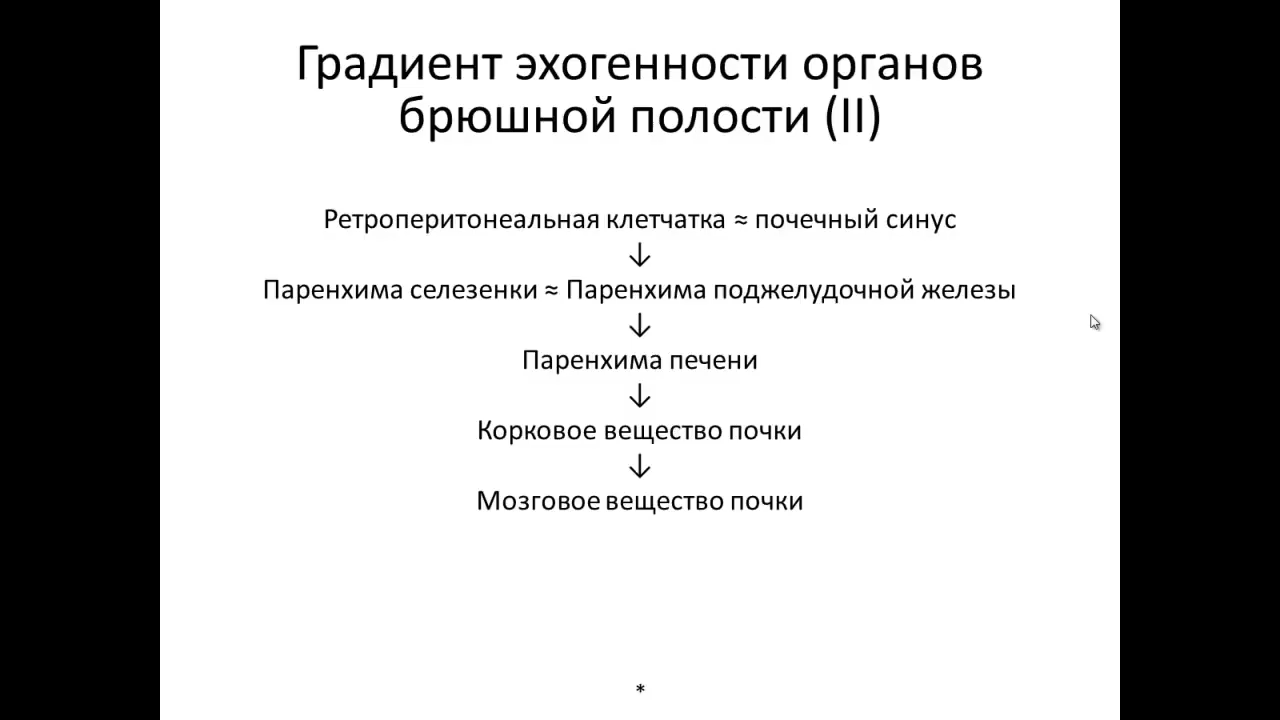 Градиент эхогенности органов
брюшной полости (II)
Ретроперитонеальная клетчатка ≈ почечный синус
↓
Паренхима селезенки ≈ Паренхима поджелудочной железы
↓
Паренхима печени
↓
Корковое вещество почки
↓
Мозговое вещество почки
*